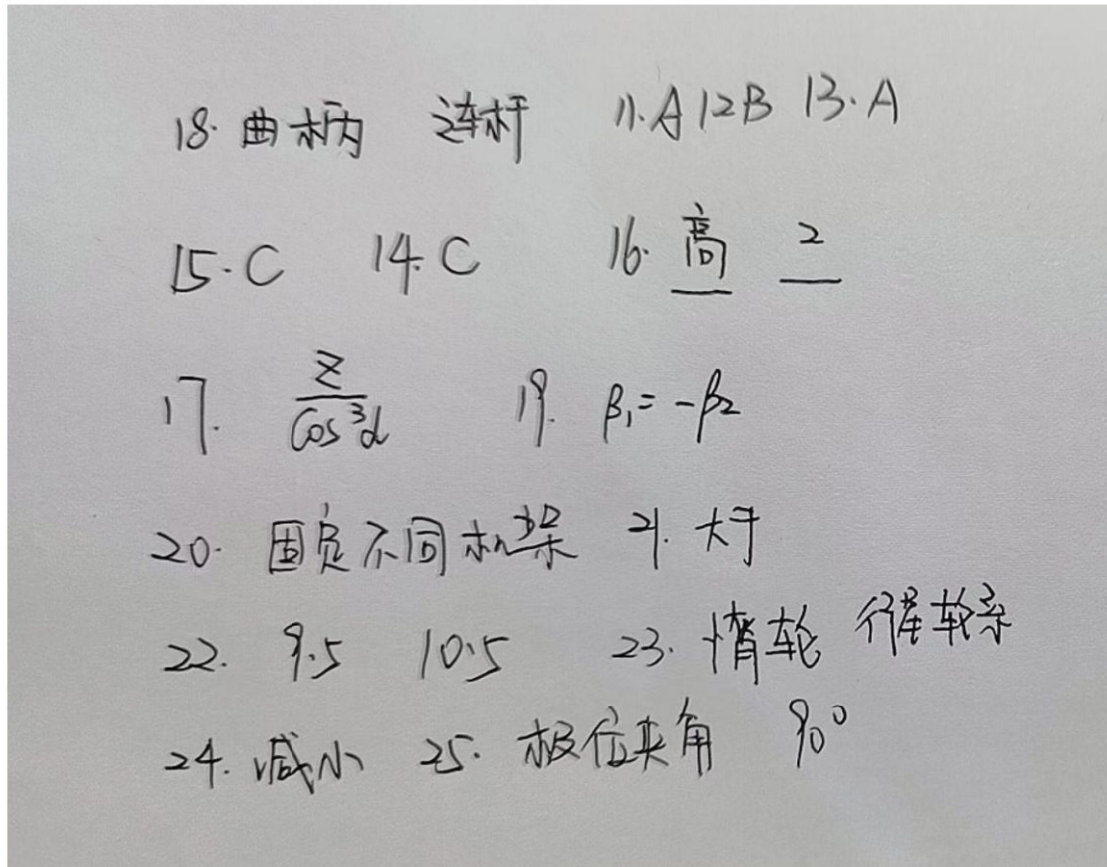 18. 曲柄 连杆 11.A 12B 13.A
15.C 14.C 16. 高 2
17. z/cos³α 19. β₁=-β₂
20. 固定不同机架 21. 大于
22. 9.5 10.5 23. 惰轮 行星轮系
24. 减小 25. 极位夹角 90°